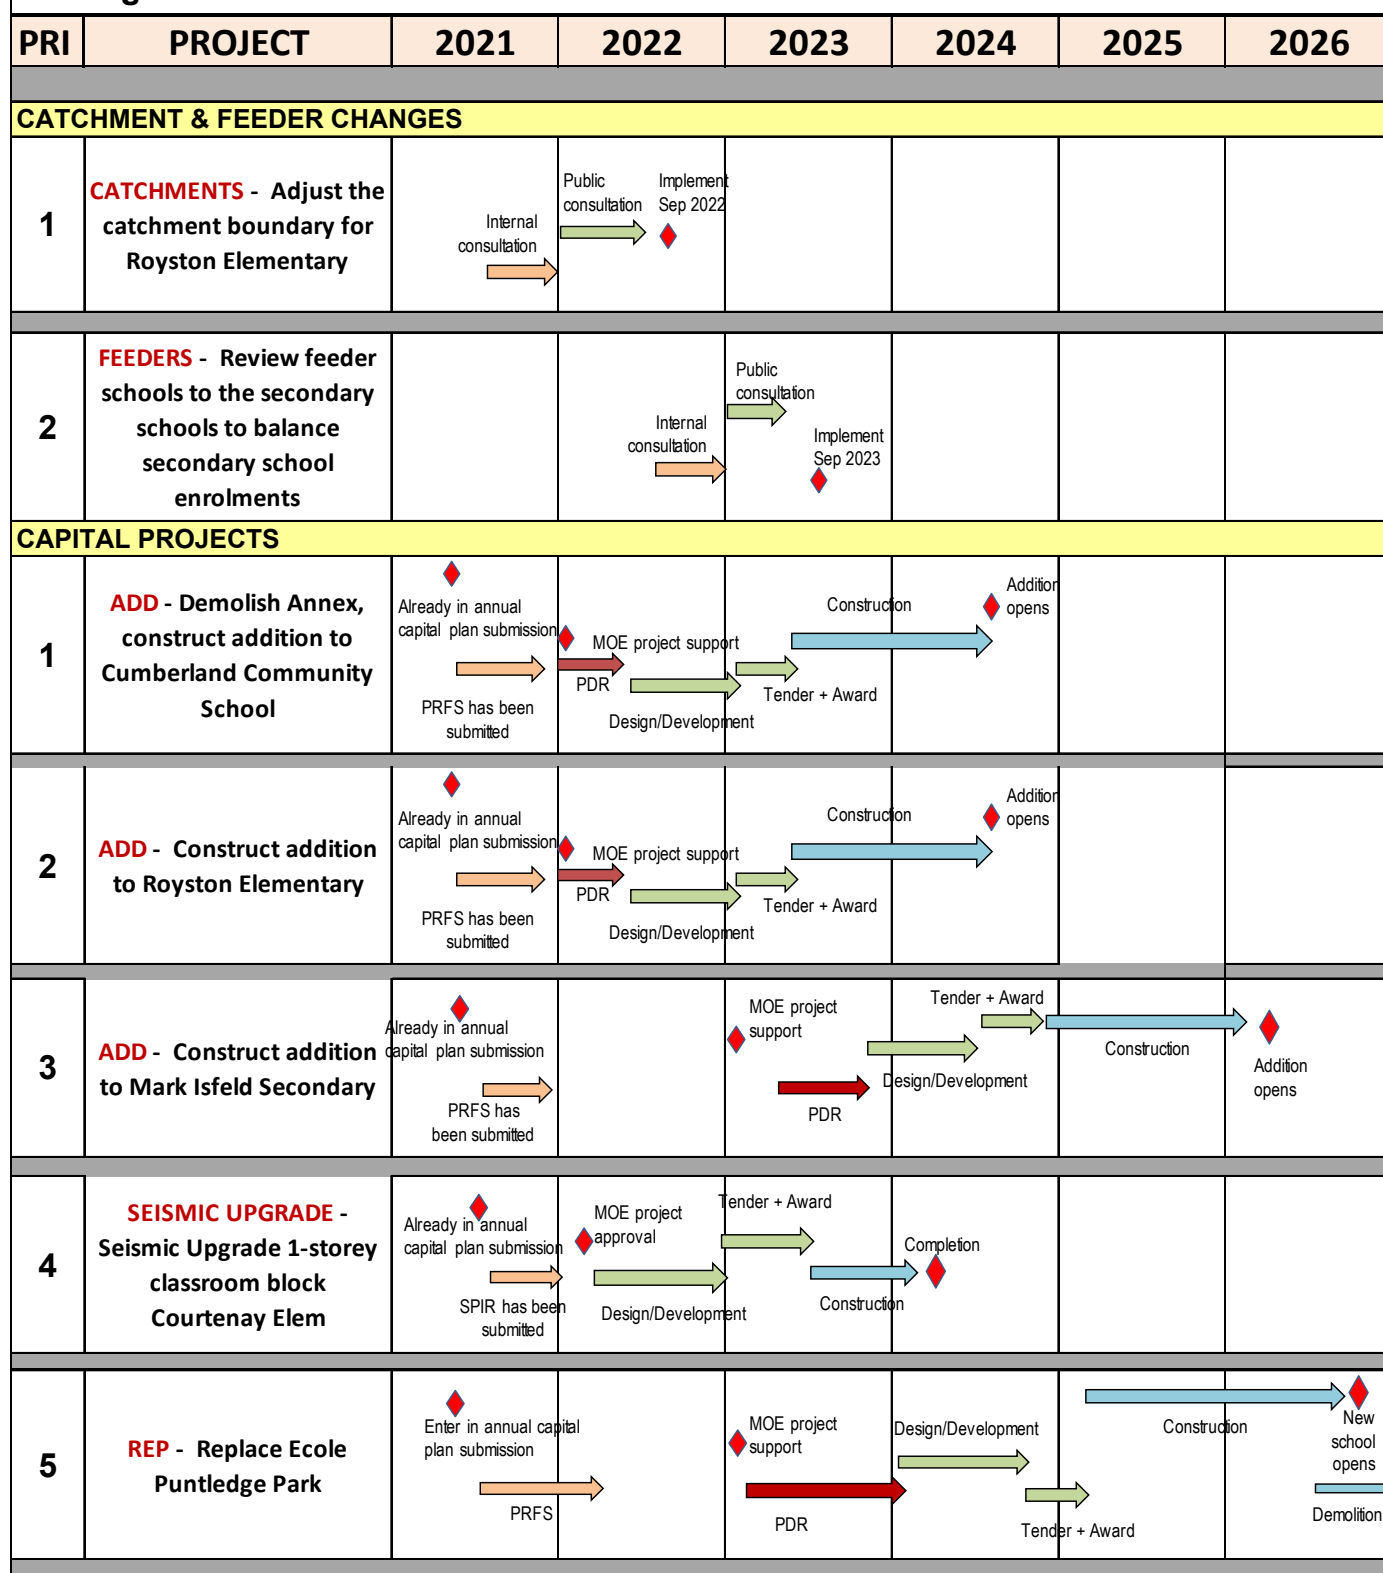 PRI PROJECT 2021 2022 2023 2024 2025 2026
CATCHMENT & FEEDER CHANGES
1
CATCHMENTS - Adjust the
catchment boundary for
Royston Elementary
Internal
consultation
Public
consultation
Implement
Sep 2022
2
FEEDERS - Review feeder
schools to the secondary
schools to balance
secondary school
enrolments
Internal
consultation
Public
consultation
Implement
Sep 2023
CAPITAL PROJECTS
1
ADD - Demolish Annex,
construct addition to
Cumberland Community
School
Already in annual
capital plan submission
PRFS has been
submitted
MOE project support
PDR
Design/Development
Tender + Award
Construction
Addition
opens
2
ADD - Construct addition
to Royston Elementary
Already in annual
capital plan submission
PRFS has been
submitted
MOE project support
PDR
Design/Development
Tender + Award
Construction
Addition
opens
3
ADD - Construct addition
to Mark Isfeld Secondary
Already in annual
capital plan submission
PRFS has
been submitted
MOE project
support
PDR
Design/Development
Tender + Award
Construction
Addition
opens
4
SEISMIC UPGRADE -
Seismic Upgrade 1-storey
classroom block
Courtenay Elem
Already in annual
capital plan submission
SPIR has been
submitted
MOE project
approval
Design/Development
Tender + Award
Construction
Completion
5
REP - Replace Ecole
Puntledge Park
Enter in annual capital
plan submission
PRFS
MOE project
support
PDR
Design/Development
Tender + Award
Construction
New
school
opens
Demolition